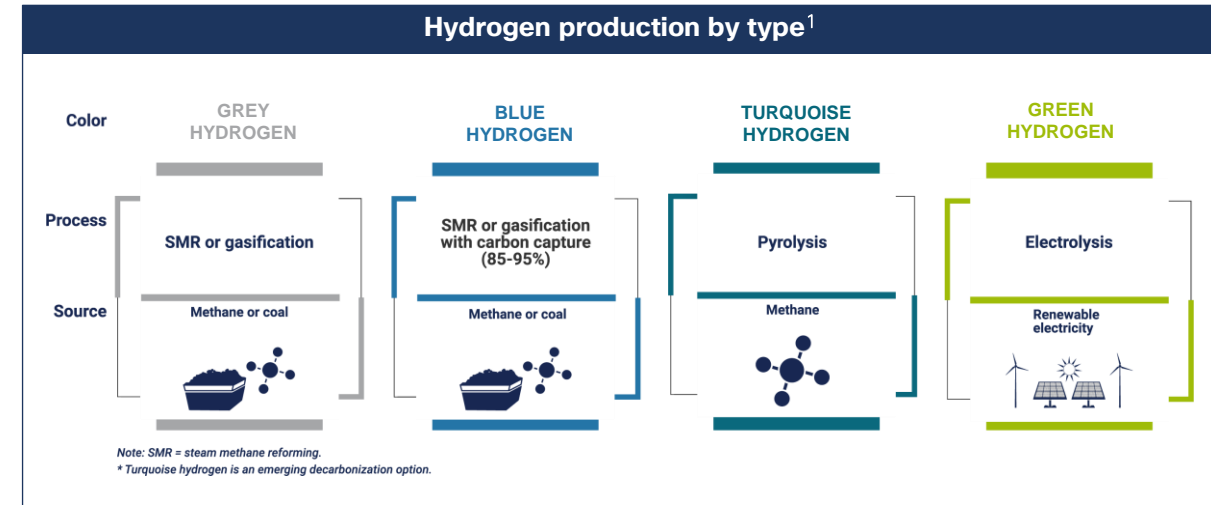 Hydrogen production by type1
Color
GREY
HYDROGEN
BLUE
HYDROGEN
TURQUOISE
HYDROGEN
GREEN
HYDROGEN
Process
SMR or gasification
SMR or gasification
with carbon capture
(85-95%)
Pyrolysis
Electrolysis
Source
Methane or coal
Methane or coal
Methane
Renewable
electricity
Note: SMR = steam methane reforming.
* Turquoise hydrogen is an emerging decarbonization option.